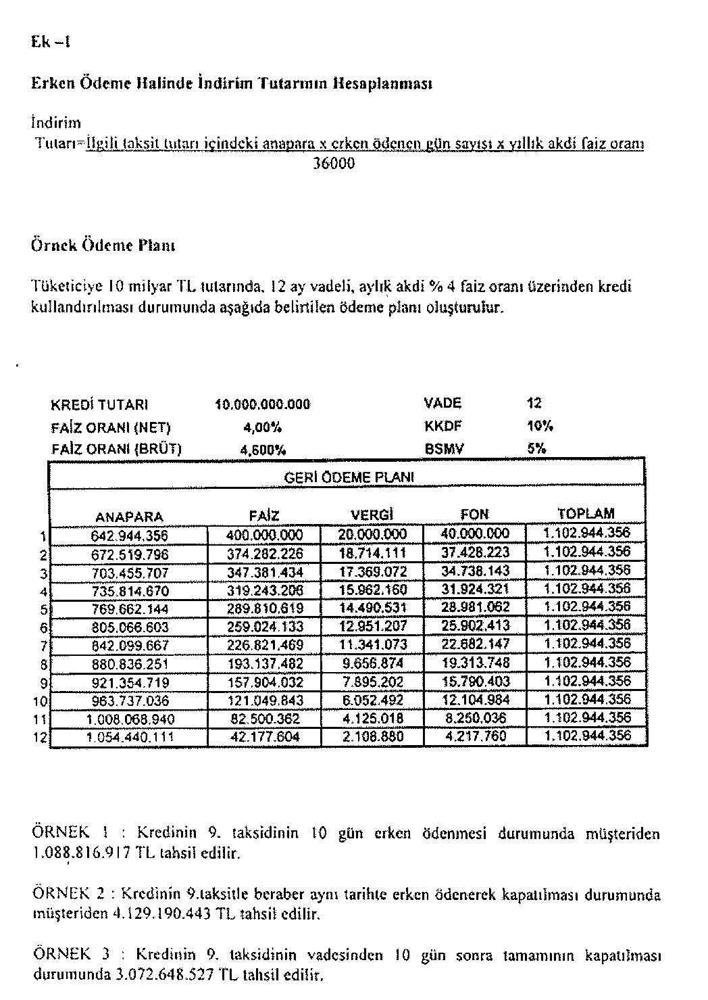 Ek –1
Erken Ödeme Halinde İndirim Tutarının Hesaplanması
İndirim
Tutarı=İlgili taksit tutarı içindeki anapara x erken ödenen gün sayısı x yıllık akdi faiz oranı
36000
Örnek Ödeme Planı
Tüketiciye 10 milyar TL tutarında, 12 ay vadeli, aylık akdi % 4 faiz oranı üzerinden kredi
kullandırılması durumunda aşağıda belirtilen ödeme planı oluşturulur.
KREDİ TUTARI 10.000.000.000 VADE 12
FAİZ ORANI (NET) 4,00% KKDF 10%
FAİZ ORANI (BRÜT) 4,600% BSMV 5%
GERİ ÖDEME PLANI
ANAPARA FAİZ VERGİ FON TOPLAM
1 642.944.356 400.000.000 20.000.000 40.000.000 1.102.944.356
2 672.519.796 374.282.226 18.714.111 37.428.223 1.102.944.356
3 703.455.707 347.381.434 17.369.072 34.738.143 1.102.944.356
4 735.814.670 319.243.206 15.962.160 31.924.321 1.102.944.356
5 769.662.144 289.810.619 14.490.531 28.981.062 1.102.944.356
6 805.066.603 259.024.133 12.951.207 25.902.413 1.102.944.356
7 842.099.667 226.821.469 11.341.073 22.682.147 1.102.944.356
8 880.836.251 193.137.482 9.656.874 19.313.748 1.102.944.356
9 921.354.719 157.904.032 7.895.202 15.790.403 1.102.944.356
10 963.737.036 121.049.843 6.052.492 12.104.984 1.102.944.356
11 1.008.068.940 82.500.362 4.125.018 8.250.036 1.102.944.356
12 1.054.440.111 42.177.604 2.108.880 4.217.760 1.102.944.356
ÖRNEK 1 : Kredinin 9. taksidinin 10 gün erken ödenmesi durumunda müşteriden
1.088.816.917 TL tahsil edilir.
ÖRNEK 2 : Kredinin 9.taksitle beraber aynı tarihte erken ödenerek kapatılması durumunda
müşteriden 4.129.190.443 TL tahsil edilir.
ÖRNEK 3 : Kredinin 9. taksidinin vadesinden 10 gün sonra tamamının kapatılması
durumunda 3.072.648.527 TL tahsil edilir.